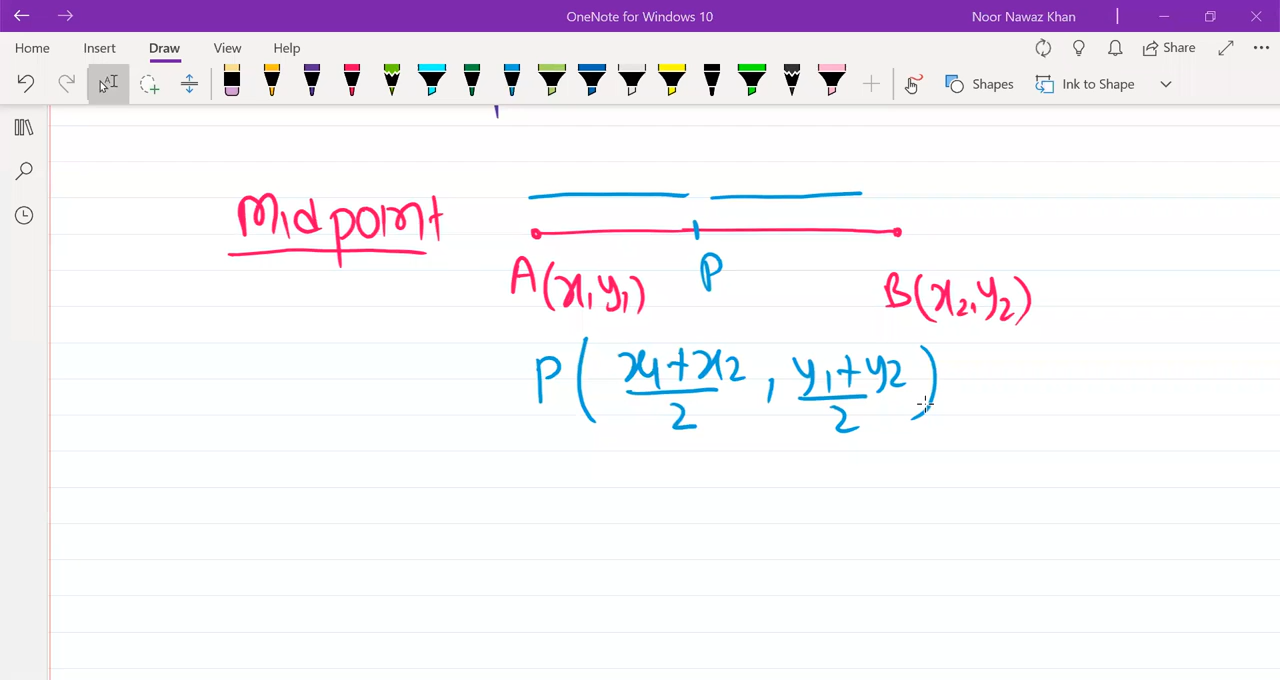 OneNote for Windows 10
Noor Nawaz Khan
Home Insert Draw View Help
Share
Shapes
Ink to Shape
Midpoint
A(x1,y1)
P
B(x2,y2)
P( x1+x2/2 , y1+y2/2 )